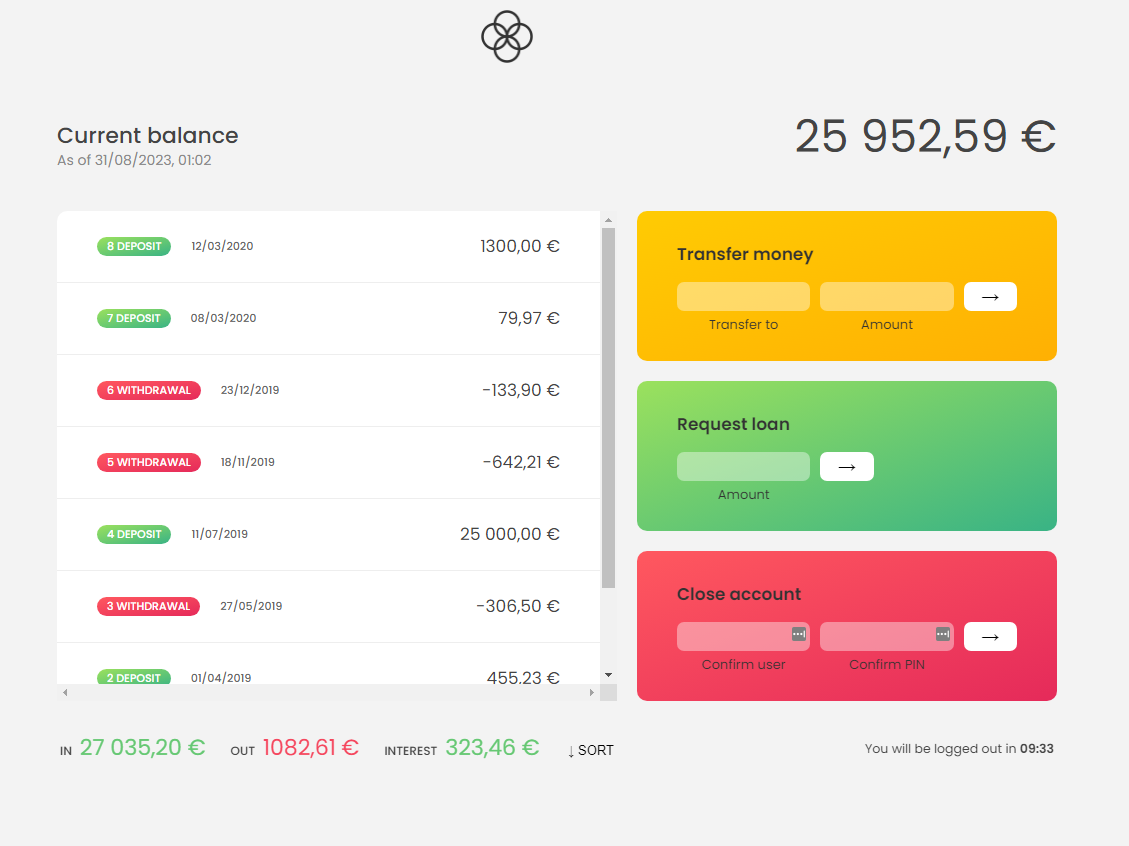 Current balance
As of 31/08/2023, 01:02
25 952,59 €
8 DEPOSIT 12/03/2020 1300,00 €
7 DEPOSIT 08/03/2020 79,97 €
6 WITHDRAWAL 23/12/2019 -133,90 €
5 WITHDRAWAL 18/11/2019 -642,21 €
4 DEPOSIT 11/07/2019 25 000,00 €
3 WITHDRAWAL 27/05/2019 -306,50 €
2 DEPOSIT 01/04/2019 455,23 €
Transfer money
→
Transfer to Amount
Request loan
→
Amount
Close account
→
Confirm user Confirm PIN
IN 27 035,20 € OUT 1082,61 € INTEREST 323,46 € ↓ SORT
You will be logged out in 09:33